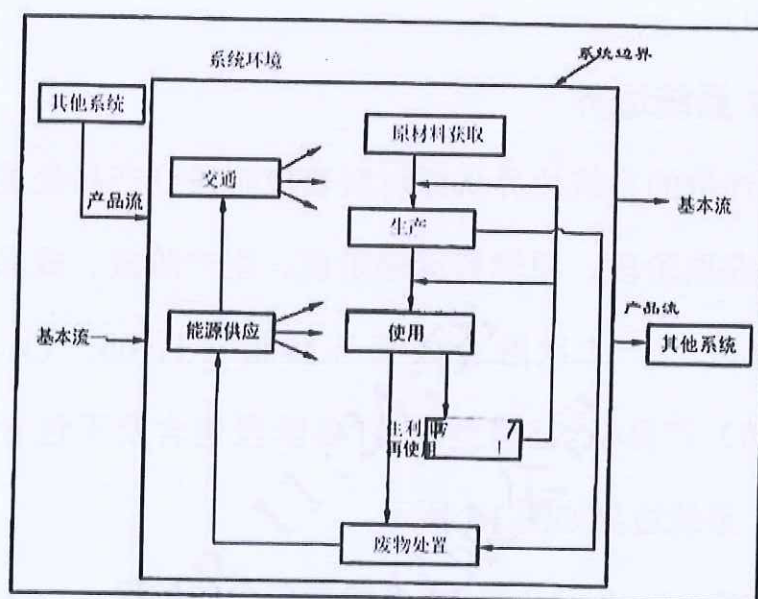 系统环境
系统边界
其他系统
原材料获取
交通
产品流
基本流
生产
产品流
基本流
能源供应
使用
其他系统
再使用
废物处置